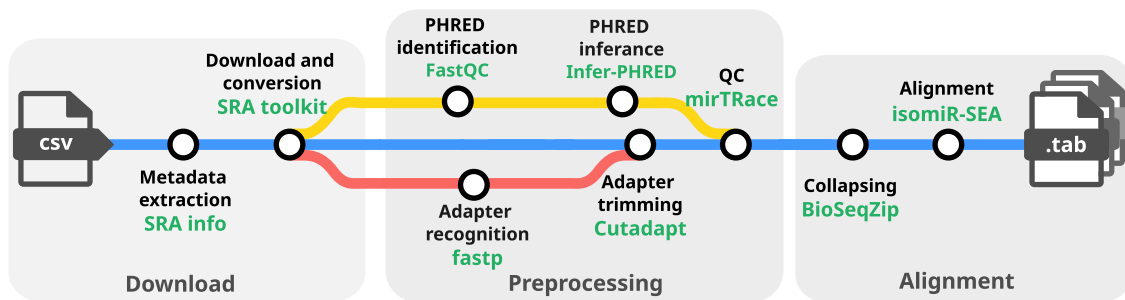 CSV
Metadata
extraction
SRA info
Download and
conversion
SRA toolkit
Download
PHRED
identification
FastQC
PHRED
inferance
Infer-PHRED
QC
mirTRace
Adapter
recognition
fastp
Adapter
trimming
Cutadapt
Preprocessing
Collapsing
BioSeqZip
Alignment
isomiR-SEA
.tab
Alignment